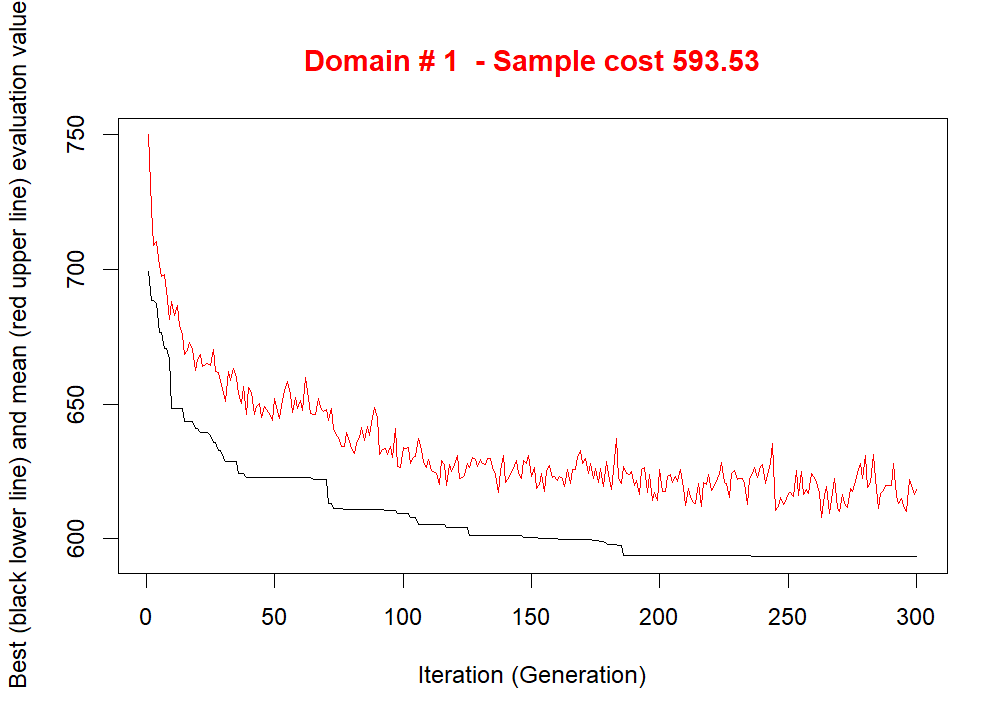 Domain # 1  - Sample cost 593.53
Best (black lower line) and mean (red upper line) evaluation value
750
700
650
600
0 50 100 150 200 250 300
Iteration (Generation)